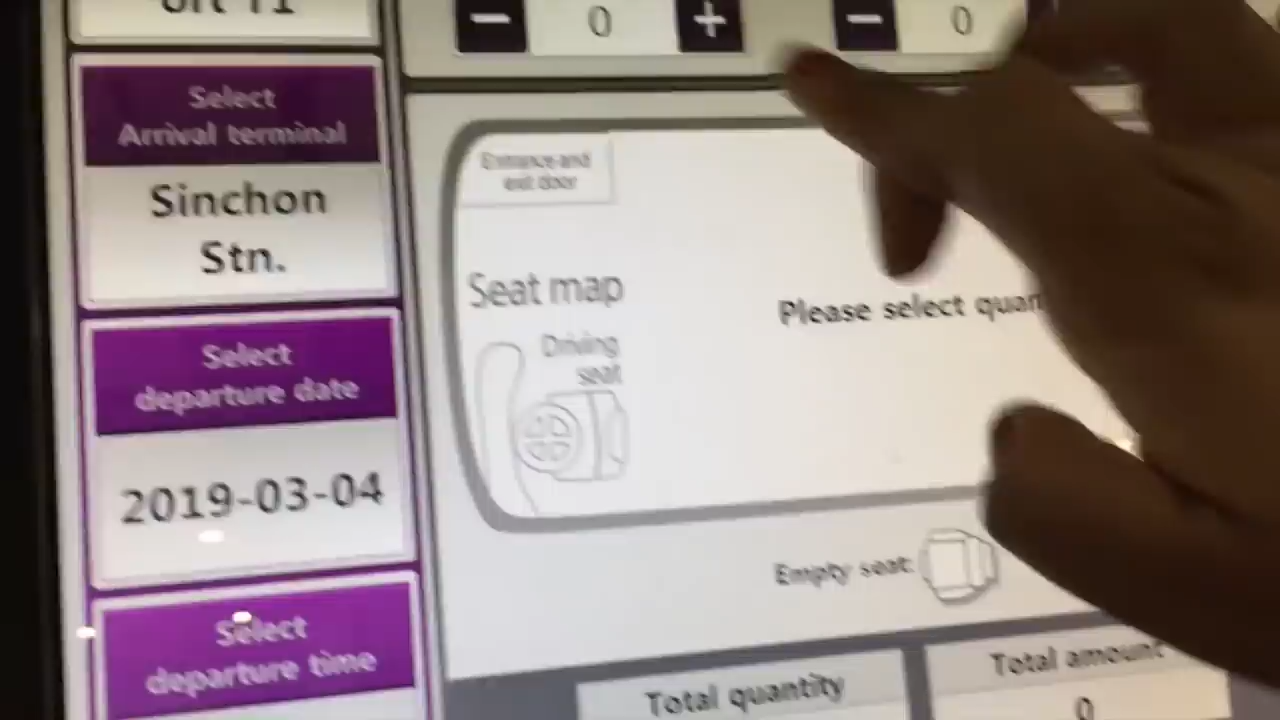 T1
0
0
Select
Arrival terminal
Sinchon
Stn.
Select
departure date
2019-03-04
Select
departure time
Entrance and
exit door
Seat map
Driving
seat
Please select
Empty seat:
Total quantity
Total amount
0